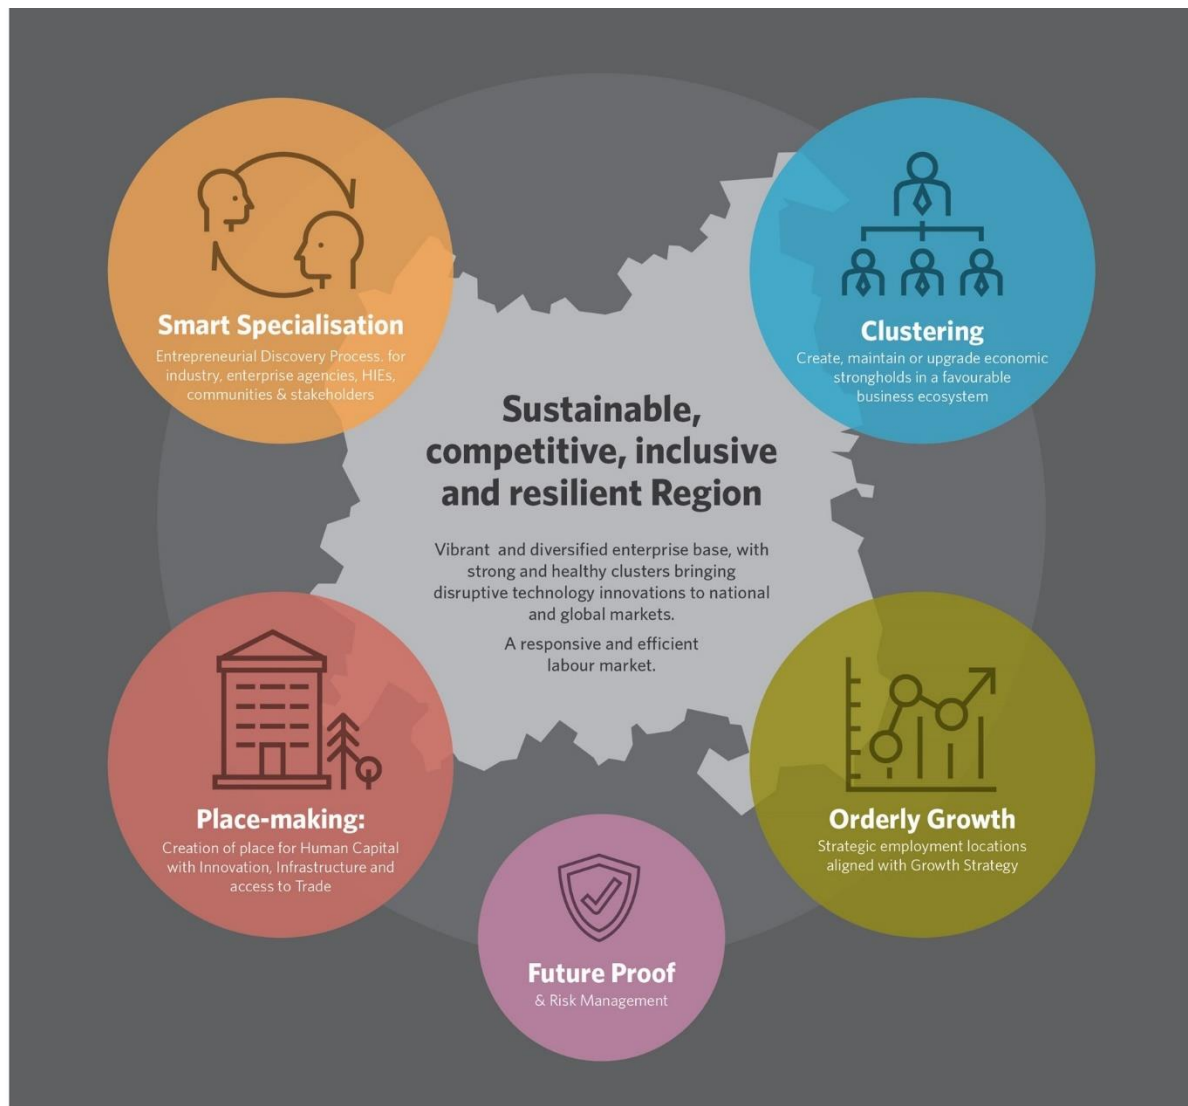 Smart Specialisation
Entrepreneurial Discovery Process. for
industry, enterprise agencies, HIEs,
communities & stakeholders
Clustering
Create, maintain or upgrade economic
strongholds in a favourable
business ecosystem
Sustainable,
competitive, inclusive
and resilient Region
Vibrant and diversified enterprise base, with
strong and healthy clusters bringing
disruptive technology innovations to national
and global markets.
A responsive and efficient
labour market.
Place-making:
Creation of place for Human Capital
with Innovation, Infrastructure and
access to Trade
Orderly Growth
Strategic employment locations
aligned with Growth Strategy
Future Proof
& Risk Management